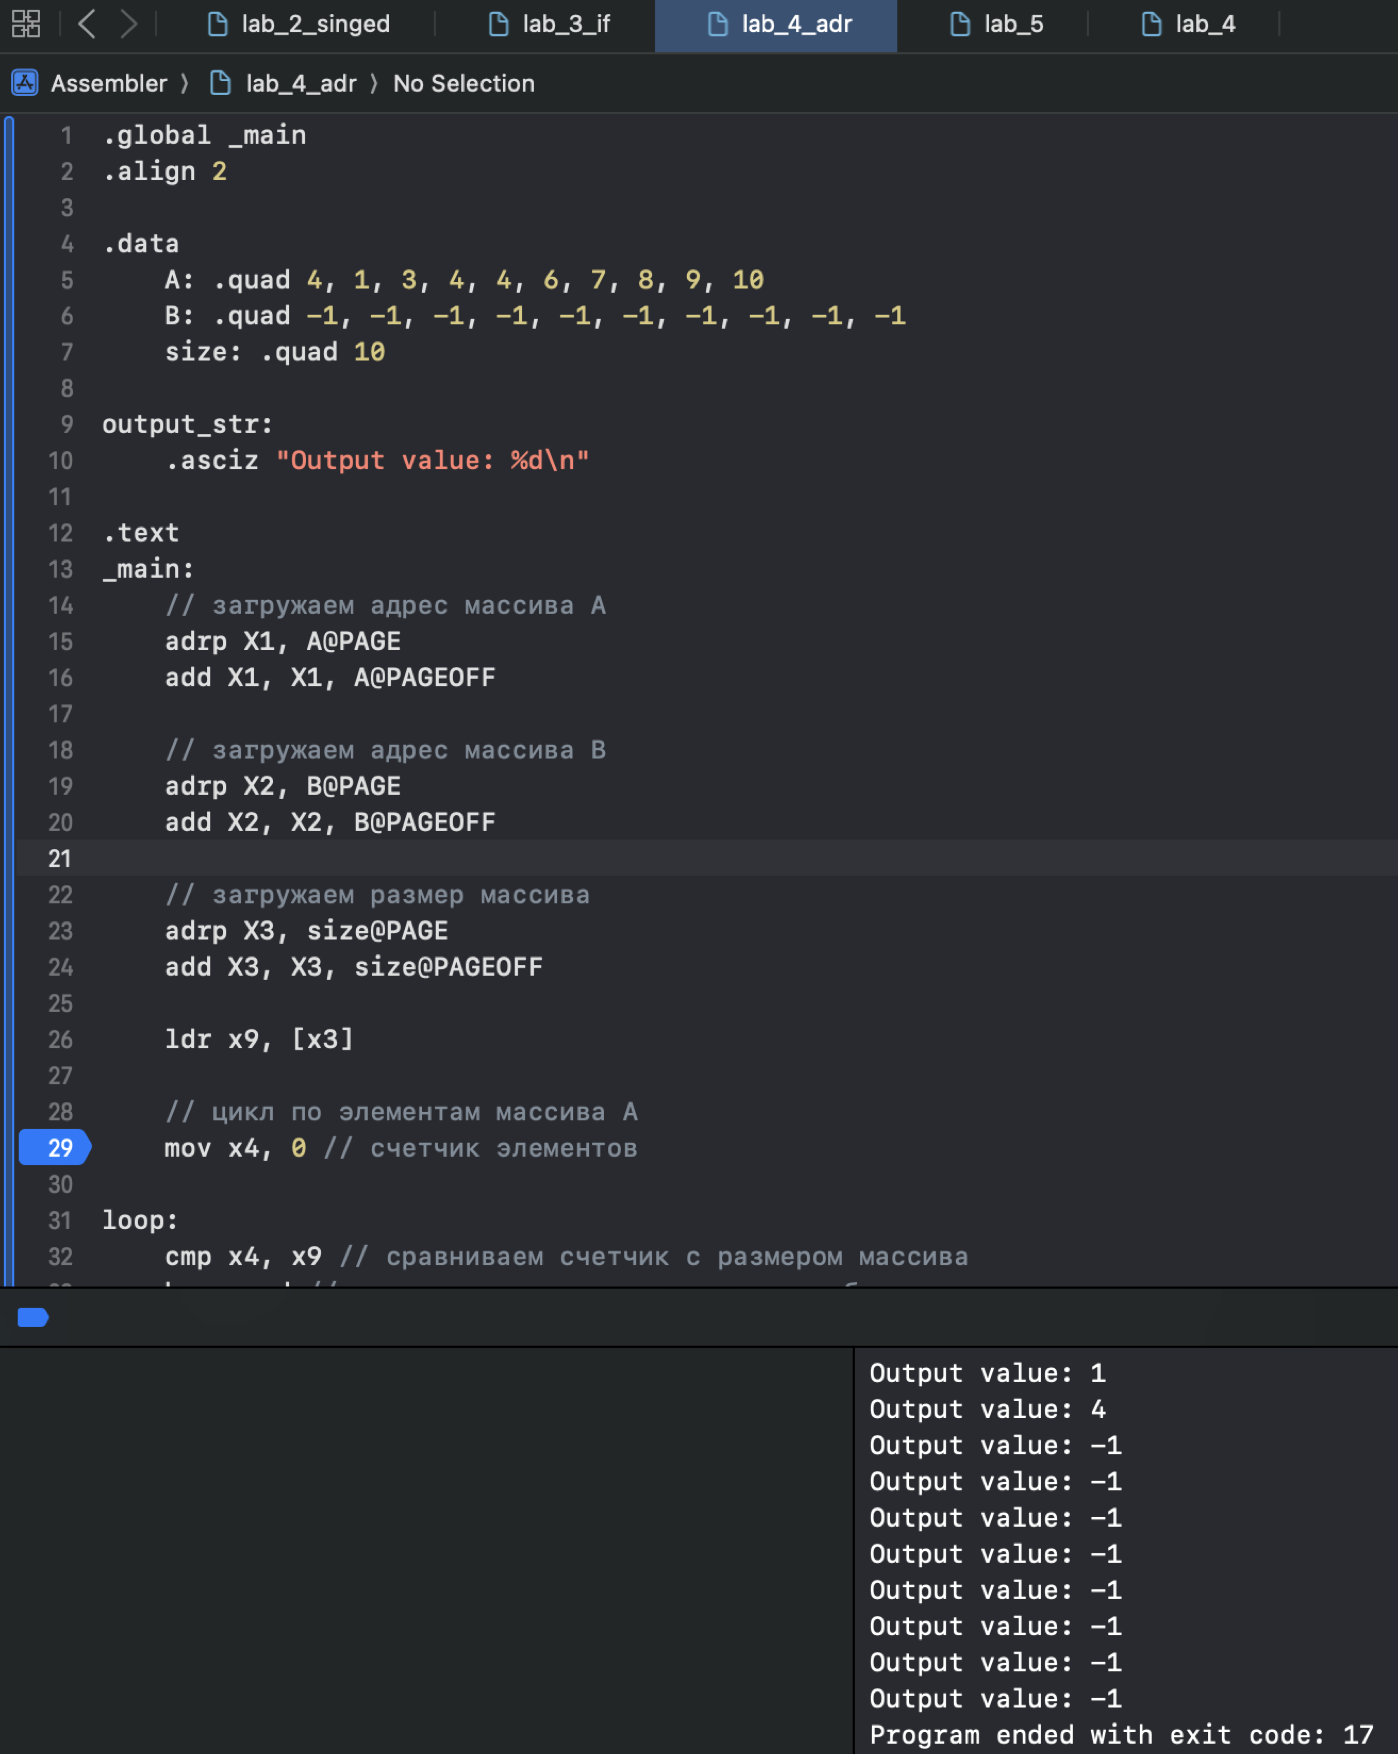 lab_2_singed lab_3_if lab_4_adr lab_5 lab_4
Assembler 〉 lab_4_adr 〉 No Selection
1 .global _main
2 .align 2
3
4 .data
5 A: .quad 4, 1, 3, 4, 4, 6, 7, 8, 9, 10
6 B: .quad -1, -1, -1, -1, -1, -1, -1, -1, -1, -1
7 size: .quad 10
8
9 output_str:
10 .asciz "Output value: %d\n"
11
12 .text
13 _main:
14 // загружаем адрес массива A
15 adrp X1, A@PAGE
16 add X1, X1, A@PAGEOFF
17
18 // загружаем адрес массива B
19 adrp X2, B@PAGE
20 add X2, X2, B@PAGEOFF
21
22 // загружаем размер массива
23 adrp X3, size@PAGE
24 add X3, X3, size@PAGEOFF
25
26 ldr x9, [x3]
27
28 // цикл по элементам массива A
29 mov x4, 0 // счетчик элементов
30
31 loop:
32 cmp x4, x9 // сравниваем счетчик с размером массива
Output value: 1
Output value: 4
Output value: -1
Output value: -1
Output value: -1
Output value: -1
Output value: -1
Output value: -1
Output value: -1
Output value: -1
Program ended with exit code: 17